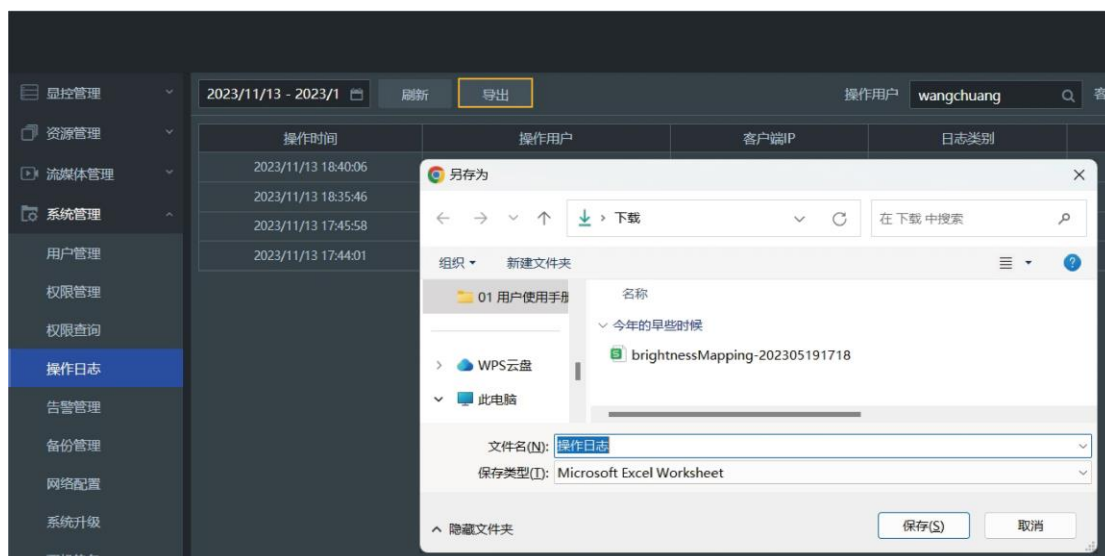 显控管理
2023/11/13 - 2023/1 刷新 导出 操作用户 wangchuang 客
资源管理
操作时间 操作用户 客户端IP 日志类别
流媒体管理
2023/11/13 18:40:06
2023/11/13 18:35:46
系统管理
2023/11/13 17:45:58
用户管理
2023/11/13 17:44:01
权限管理
权限查询
操作日志
告警管理
备份管理
网络配置
系统升级
另存为
下载
在 下载 中搜索
组织 新建文件夹
01 用户使用手册
名称
今年的早些时候
brightnessMapping-202305191718
WPS云盘
此电脑
文件名(N): 操作日志
保存类型(T): Microsoft Excel Worksheet
隐藏文件夹 保存(S) 取消